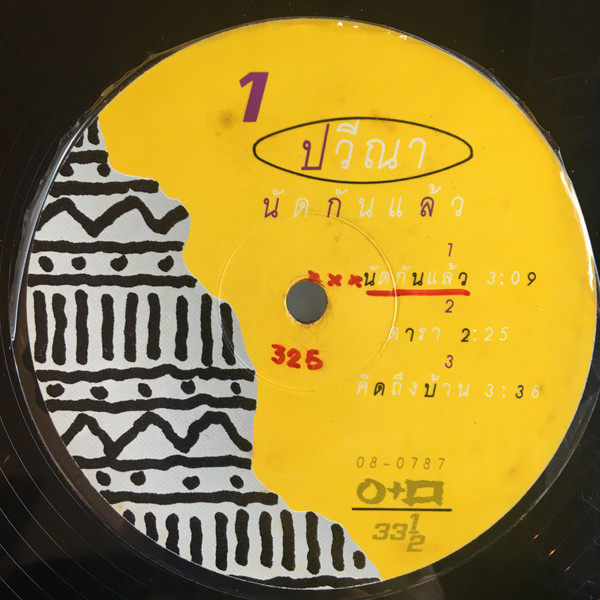 1
ปวีณา
นัดกันแล้ว
1
xxx นัดกันแล้ว 3:09
2
ดารา 2:25
325
3
คิดถึงบ้าน 3:36
08-0787
33 1/2